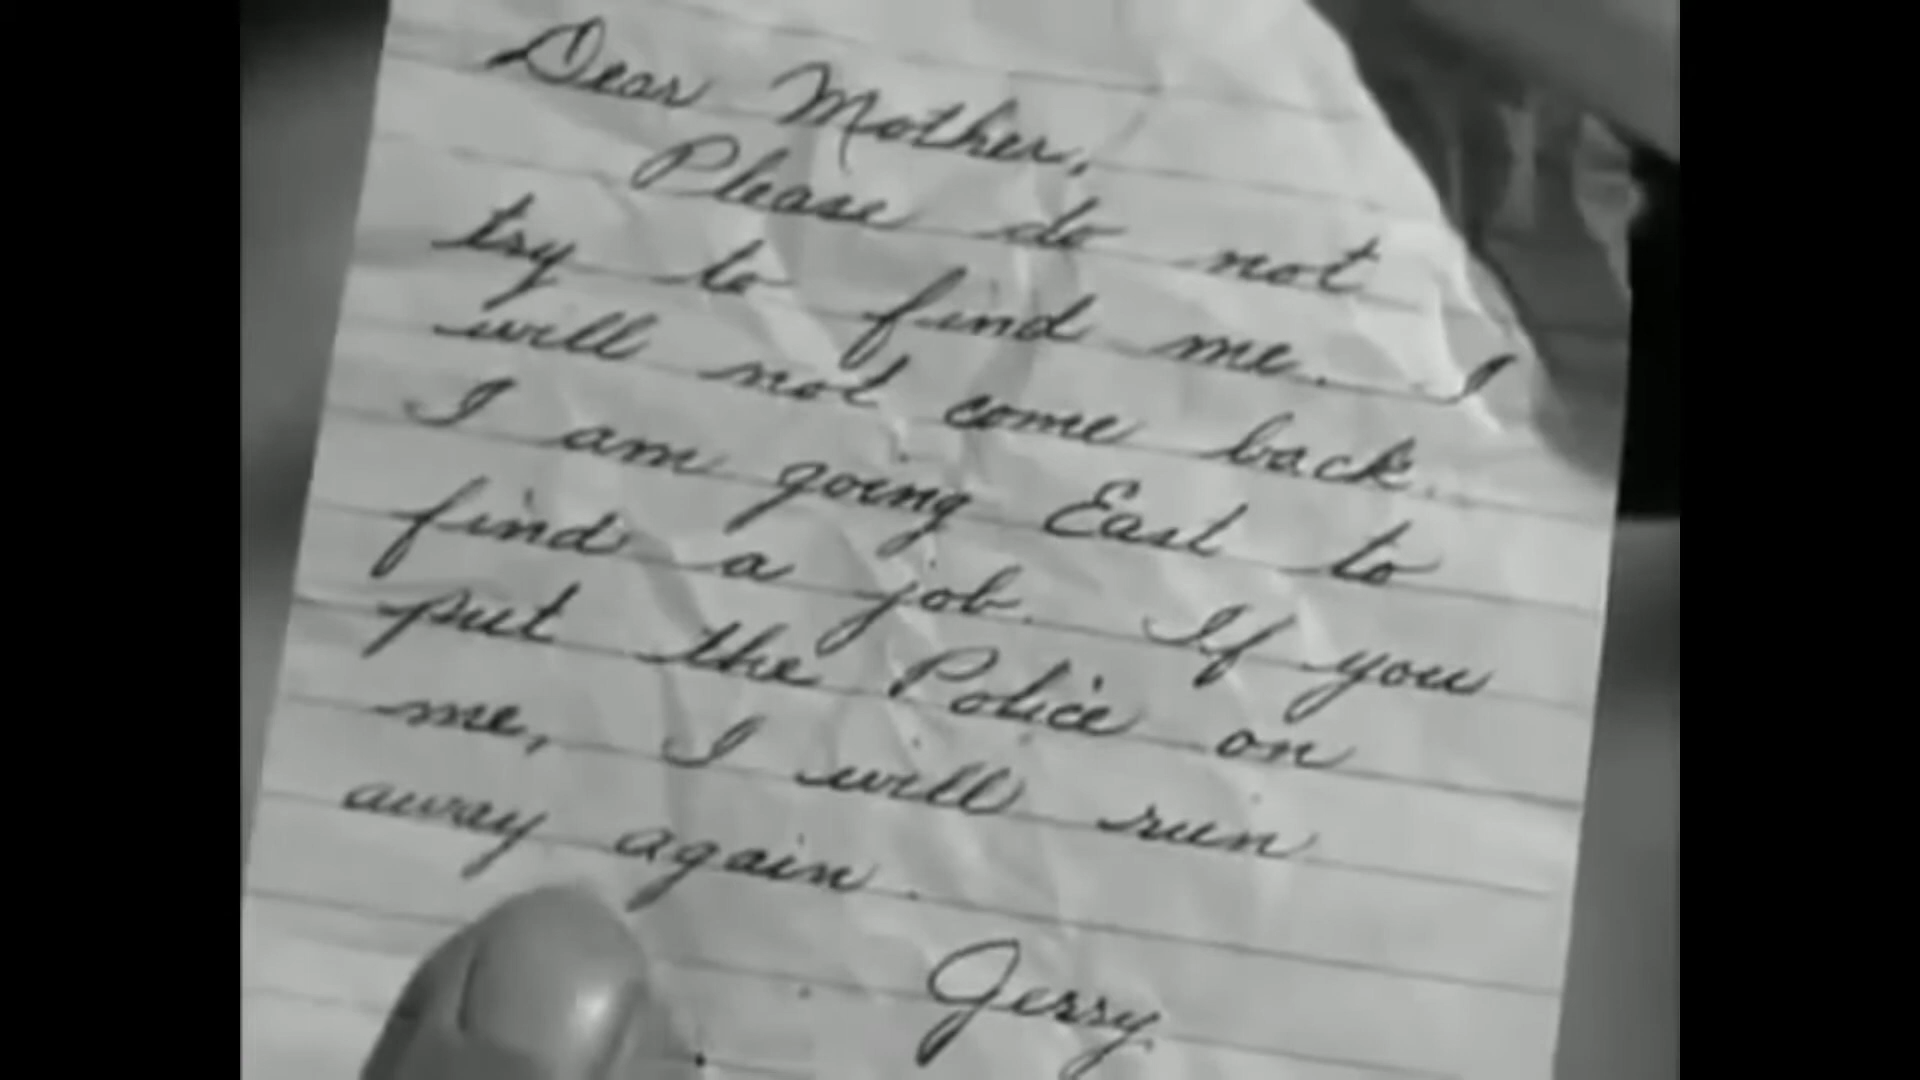 Dear Mother,
Please do not
try to find me. I
will not come back.
I am going East to
find a job. If you
put the Police on
me, I will run
away again.
Jerry